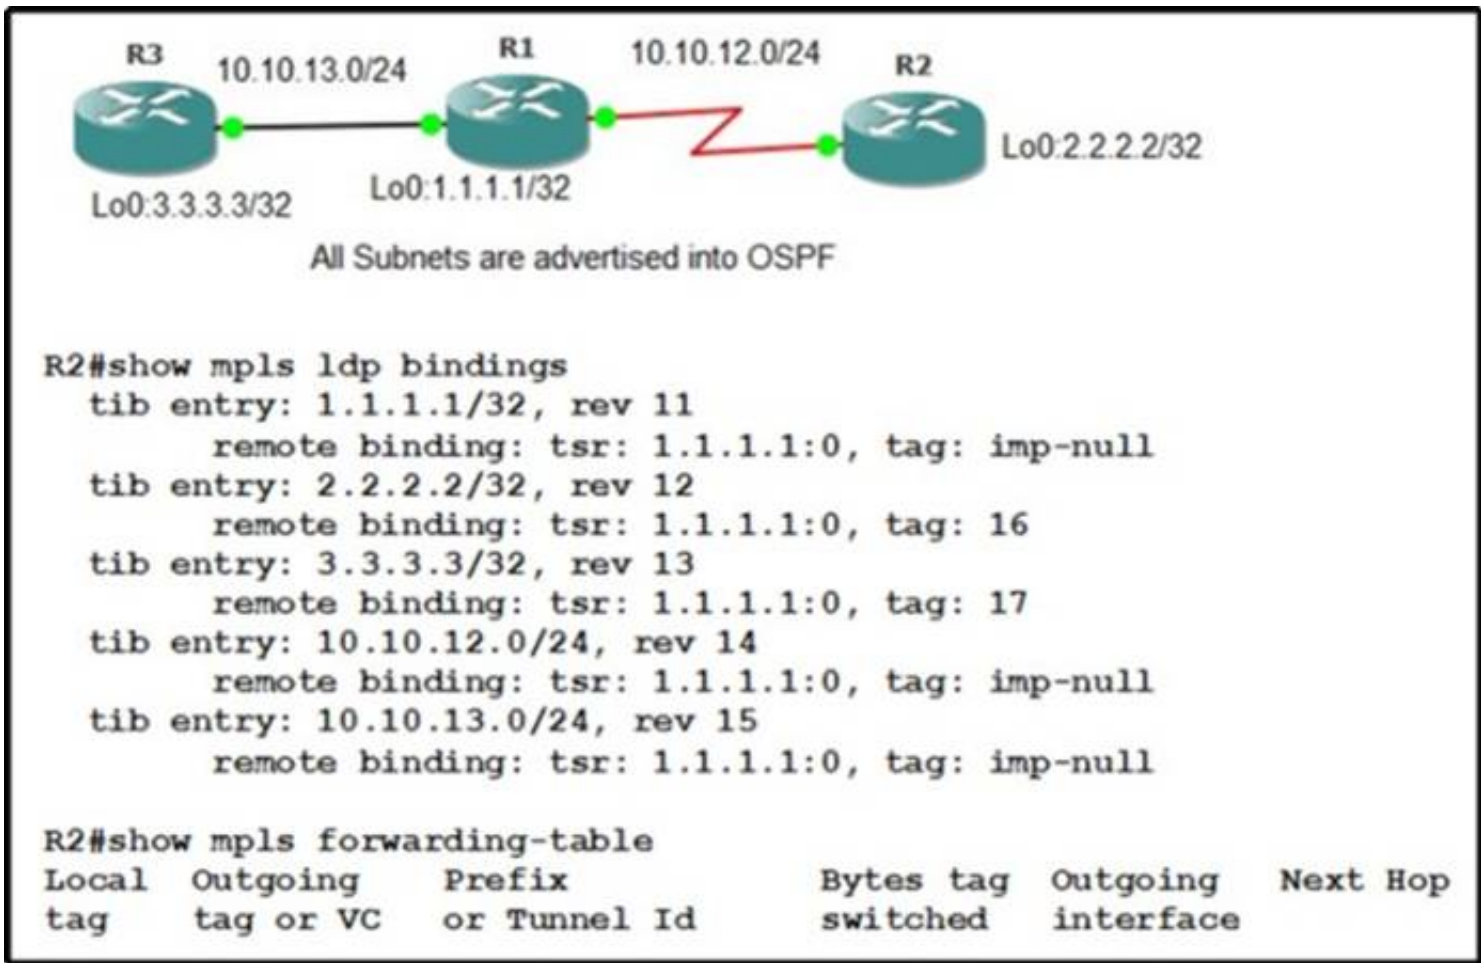 R3
10.10.13.0/24
R1
10.10.12.0/24
R2
Lo0:3.3.3.3/32
Lo0:1.1.1.1/32
Lo0:2.2.2.2/32
All Subnets are advertised into OSPF
R2#show mpls ldp bindings
tib entry: 1.1.1.1/32, rev 11
remote binding: tsr: 1.1.1.1:0, tag: imp-null
tib entry: 2.2.2.2/32, rev 12
remote binding: tsr: 1.1.1.1:0, tag: 16
tib entry: 3.3.3.3/32, rev 13
remote binding: tsr: 1.1.1.1:0, tag: 17
tib entry: 10.10.12.0/24, rev 14
remote binding: tsr: 1.1.1.1:0, tag: imp-null
tib entry: 10.10.13.0/24, rev 15
remote binding: tsr: 1.1.1.1:0, tag: imp-null
R2#show mpls forwarding-table
Local Outgoing Prefix Bytes tag Outgoing Next Hop
tag tag or VC or Tunnel Id switched interface